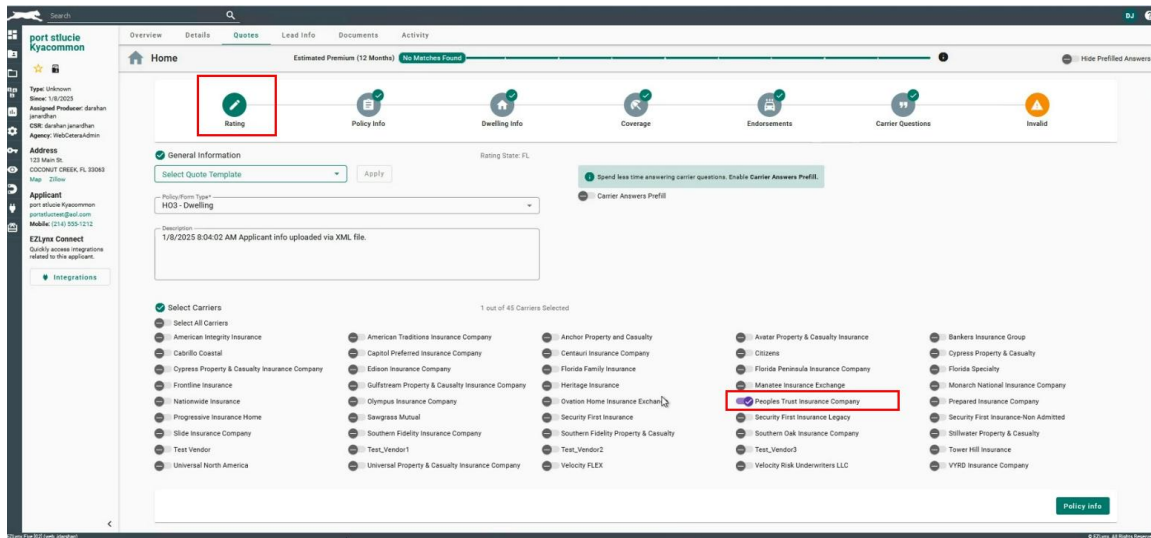 Search
DJ
port stlucie
Kyacommon
Type: Unknown
Since: 1/8/2025
Assigned Producer: darshan
janardhan
CSR: darshan janardhan
Agency: WebCeteraAdmin
Address
123 Main St.
COCONUT CREEK, FL 33063
Map Zillow
Applicant
port stlucie Kyacommon
portstluctest@aol.com
Mobile: (214) 555-1212
EZLynx Connect
Quickly access integrations
related to this applicant.
Integrations
Overview Details Quotes Lead Info Documents Activity
Home Estimated Premium (12 Months) No Matches Found Hide Prefilled Answers
Rating Policy Info Dwelling Info Coverage Endorsements Carrier Questions Invalid
General Information Rating State: FL
Select Quote Template Apply
Spend less time answering carrier questions. Enable Carrier Answers Prefill.
Carrier Answers Prefill
Policy/Form Type*
HO3 - Dwelling
Description
1/8/2025 8:04:02 AM Applicant info uploaded via XML file.
Select Carriers 1 out of 45 Carriers Selected
Select All Carriers
American Integrity Insurance American Traditions Insurance Company Anchor Property and Casualty Avatar Property & Casualty Insurance Bankers Insurance Group
Cabrillo Coastal Capitol Preferred Insurance Company Centauri Insurance Company Citizens Cypress Property & Casualty
Cypress Property & Casualty Insurance Company Edison Insurance Company Florida Family Insurance Florida Peninsula Insurance Company Florida Specialty
Frontline Insurance Gulfstream Property & Causalty Insurance Company Heritage Insurance Manatee Insurance Exchange Monarch National Insurance Company
Nationwide Insurance Olympus Insurance Company Ovation Home Insurance Exchange Peoples Trust Insurance Company Prepared Insurance Company
Progressive Insurance Home Sawgrass Mutual Security First Insurance Security First Insurance Legacy Security First Insurance-Non Admitted
Slide Insurance Company Southern Fidelity Insurance Company Southern Fidelity Property & Casualty Southern Oak Insurance Company Stillwater Property & Casualty
Test Vendor Test_Vendor1 Test_Vendor2 Test_Vendor3 Tower Hill Insurance
Universal North America Universal Property & Casualty Insurance Company Velocity FLEX Velocity Risk Underwriters LLC VYRD Insurance Company
Policy info
© EZLynx. All Rights Reserved